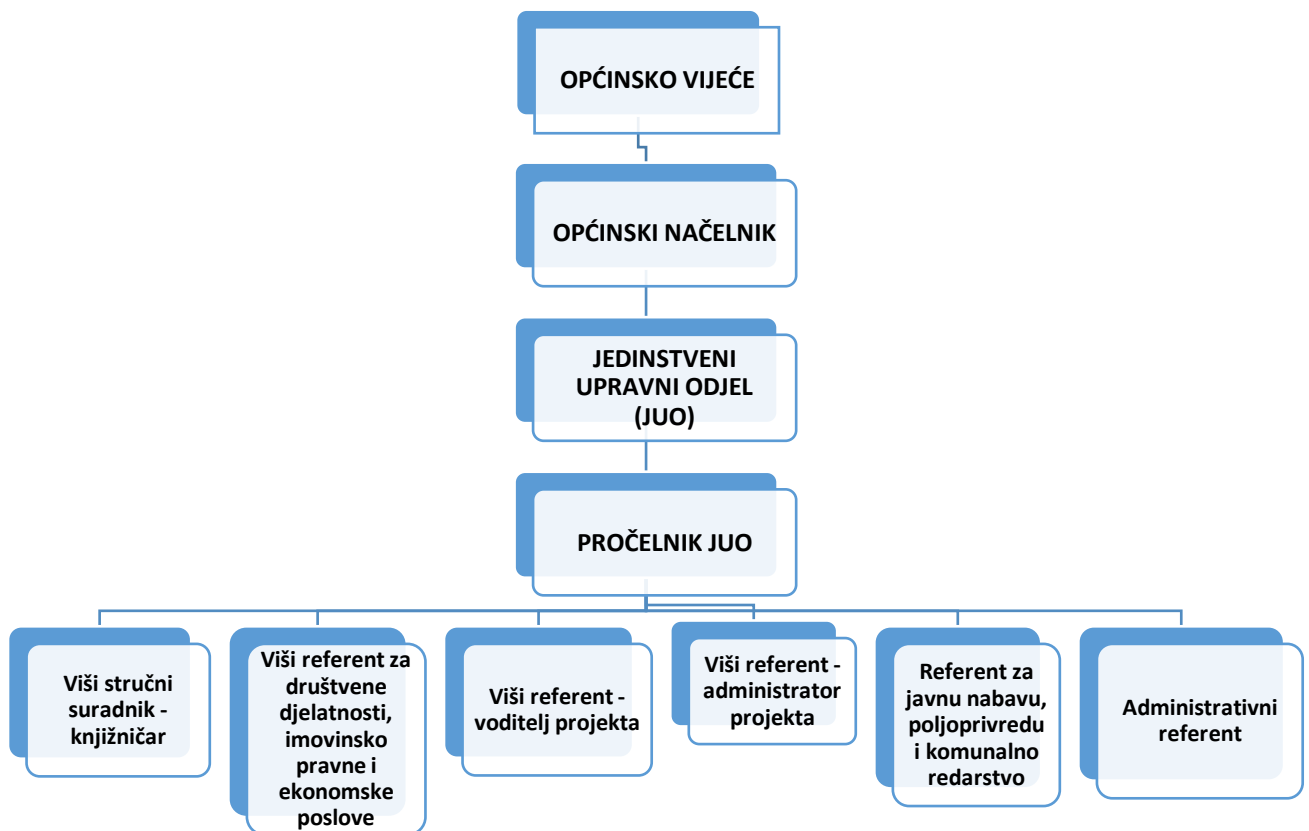 OPĆINSKO VIJEĆE
OPĆINSKI NAČELNIK
JEDINSTVENI
UPRAVNI ODJEL
(JUO)
PROČELNIK JUO
Viši stručni
suradnik -
knjižničar
Viši referent za
društvene
djelatnosti,
imovinsko
pravne i
ekonomske
poslove
Viši referent -
voditelj projekta
Viši referent -
administrator
projekta
Referent za
javnu nabavu,
poljoprivredu
i komunalno
redarstvo
Administrativni
referent